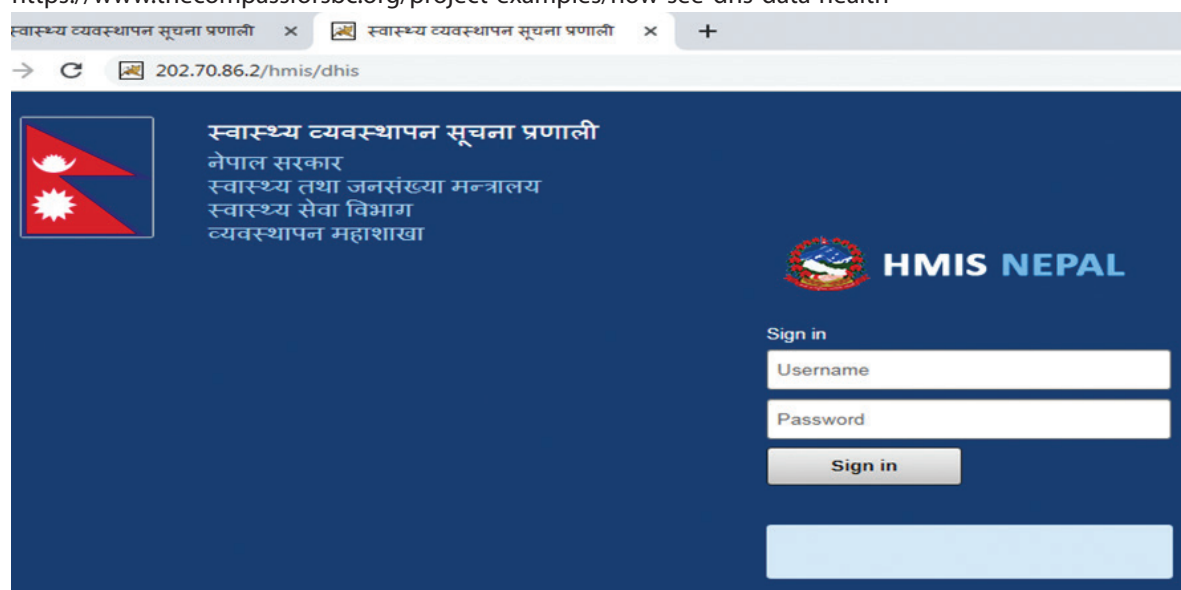 https://www.thecompassforsbc.org/project-examples/how-see-dhs-data-health
स्वास्थ्य व्यवस्थापन सूचना प्रणाली × स्वास्थ्य व्यवस्थापन सूचना प्रणाली × +
202.70.86.2/hmis/dhis
स्वास्थ्य व्यवस्थापन सूचना प्रणाली
नेपाल सरकार
स्वास्थ्य तथा जनसंख्या मन्त्रालय
स्वास्थ्य सेवा विभाग
व्यवस्थापन महाशाखा
HMIS NEPAL
Sign in
Username
Password
Sign in